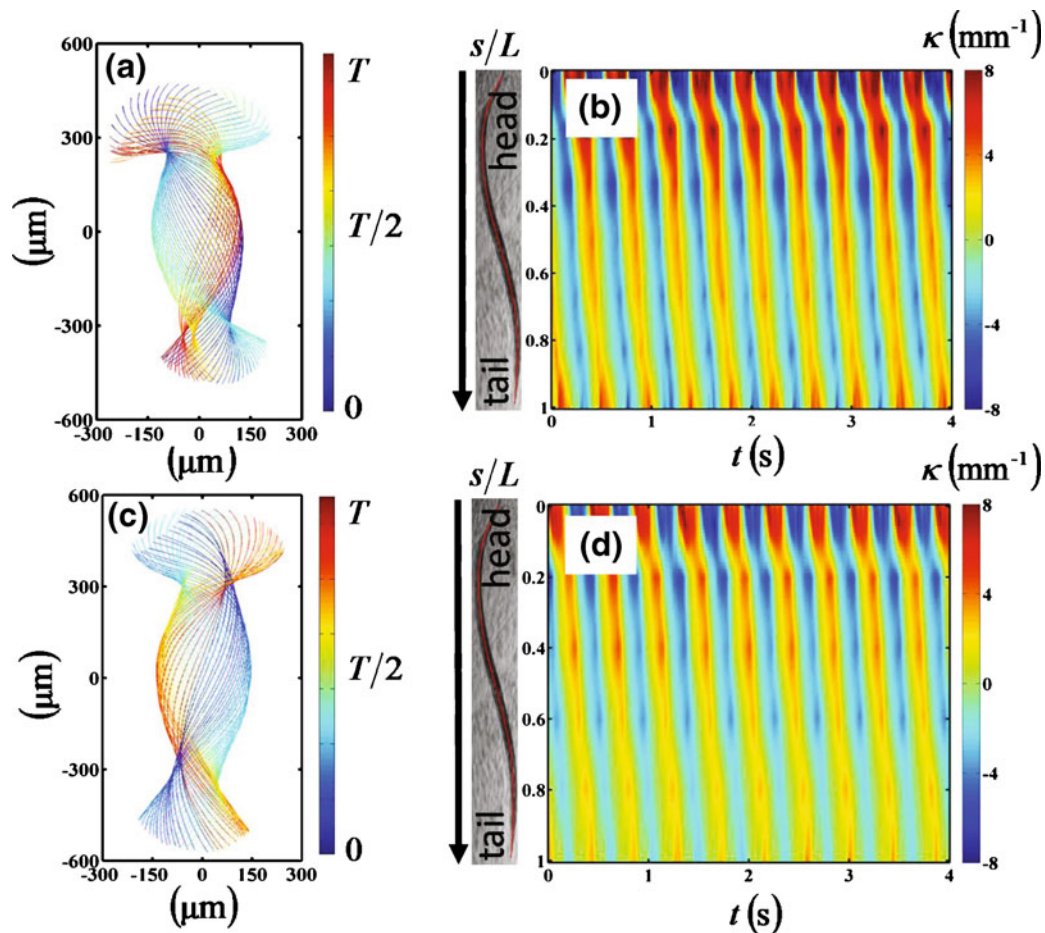 600
300
0
-300
-600
(μm)
(a)
-300 -150 0 150 300
(μm)
T
T/2
0
s/L
head
tail
(b)
0
0.2
0.4
0.6
0.8
1
0 1 2 3 4
t (s)
κ (mm⁻¹)
8
4
0
-4
-8
600
300
0
-300
-600
(μm)
(c)
-300 -150 0 150 300
(μm)
T
T/2
0
s/L
head
tail
(d)
0
0.2
0.4
0.6
0.8
1
0 1 2 3 4
t (s)
κ (mm⁻¹)
8
4
0
-4
-8